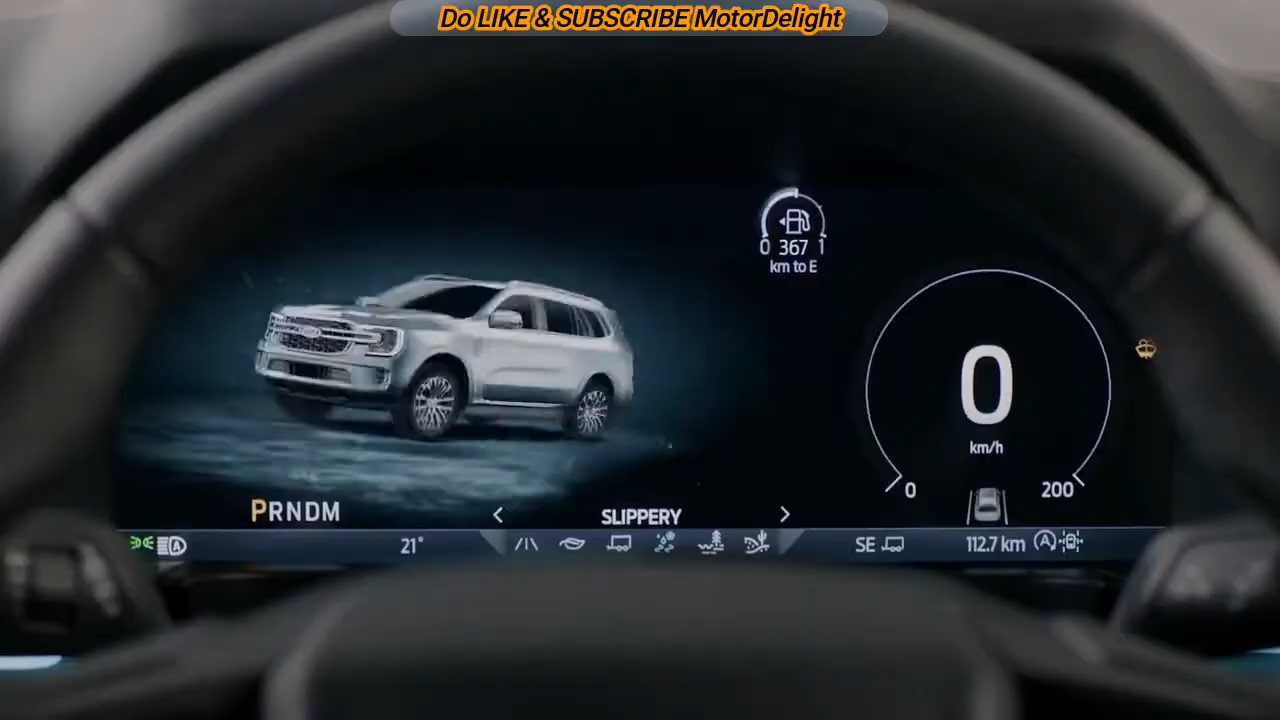 Do LIKE & SUBSCRIBE MotorDelight
0 367 1
km to E
0
km/h
0 200
PRNDM
SLIPPERY
21°
SE
112.7 km